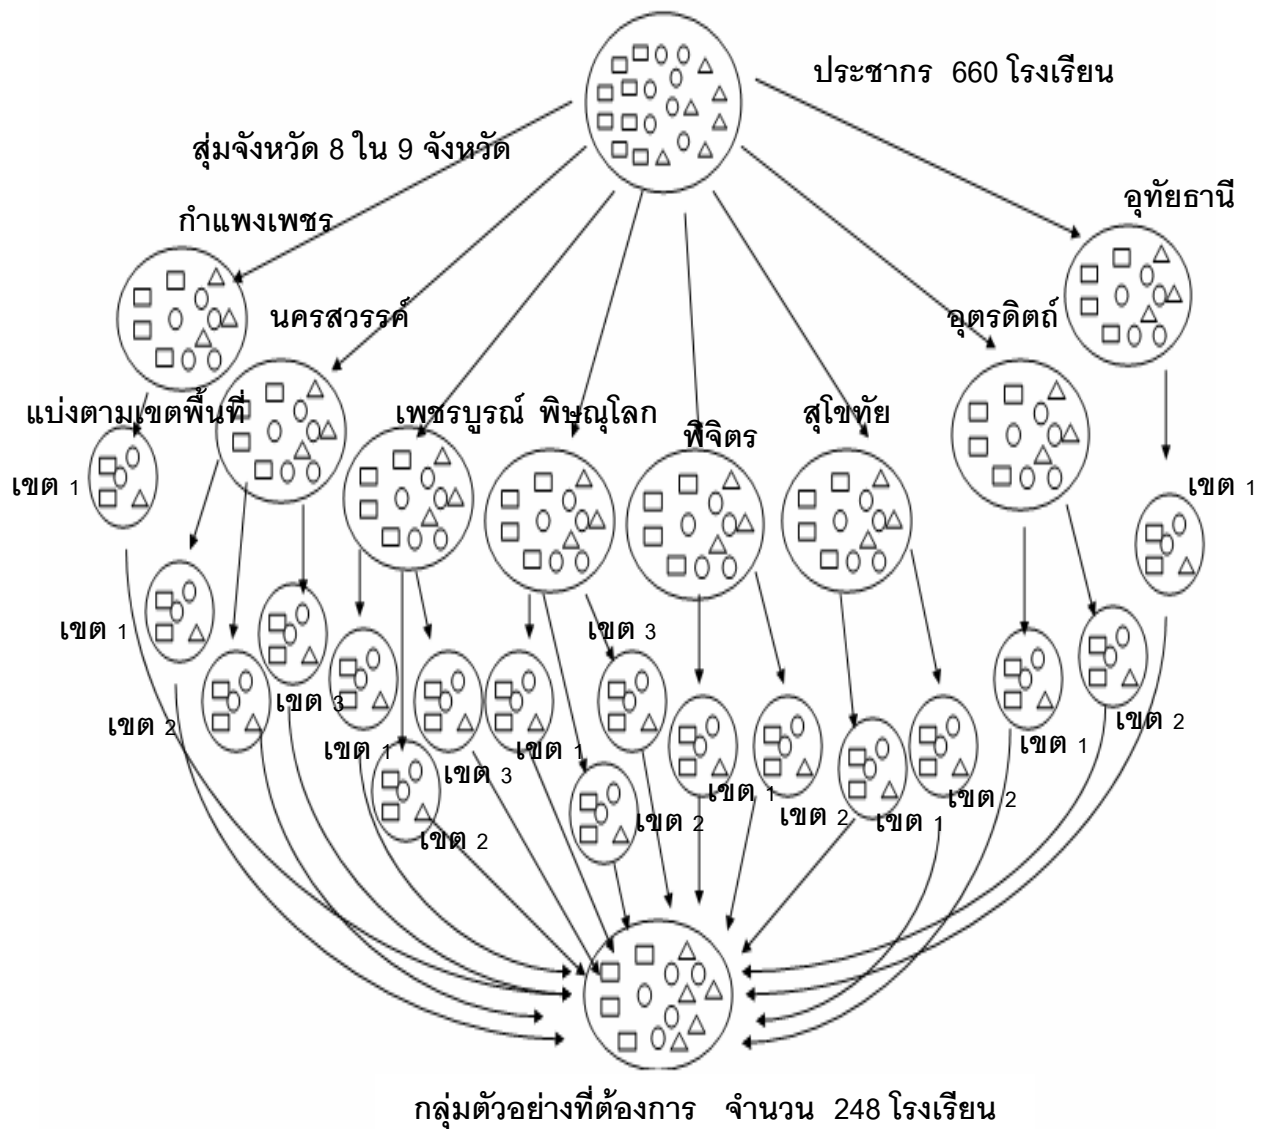 ประชากร 660 โรงเรียน
สุ่มจังหวัด 8 ใน 9 จังหวัด
อุทัยธานี
กำแพงเพชร
นครสวรรค์
อุตรดิตถ์
แบ่งตามเขตพื้นที่
เพชรบูรณ์ พิษณุโลก
สุโขทัย
พิจิตร
เขต 1
เขต 1
เขต 1
เขต 3
เขต 3
เขต 2
เขต 2
เขต 1
เขต 1
เขต 1
เขต 3
เขต 1
เขต 2
เขต 2
เขต 2
เขต 1
เขต 2
กลุ่มตัวอย่างที่ต้องการ จำนวน 248 โรงเรียน